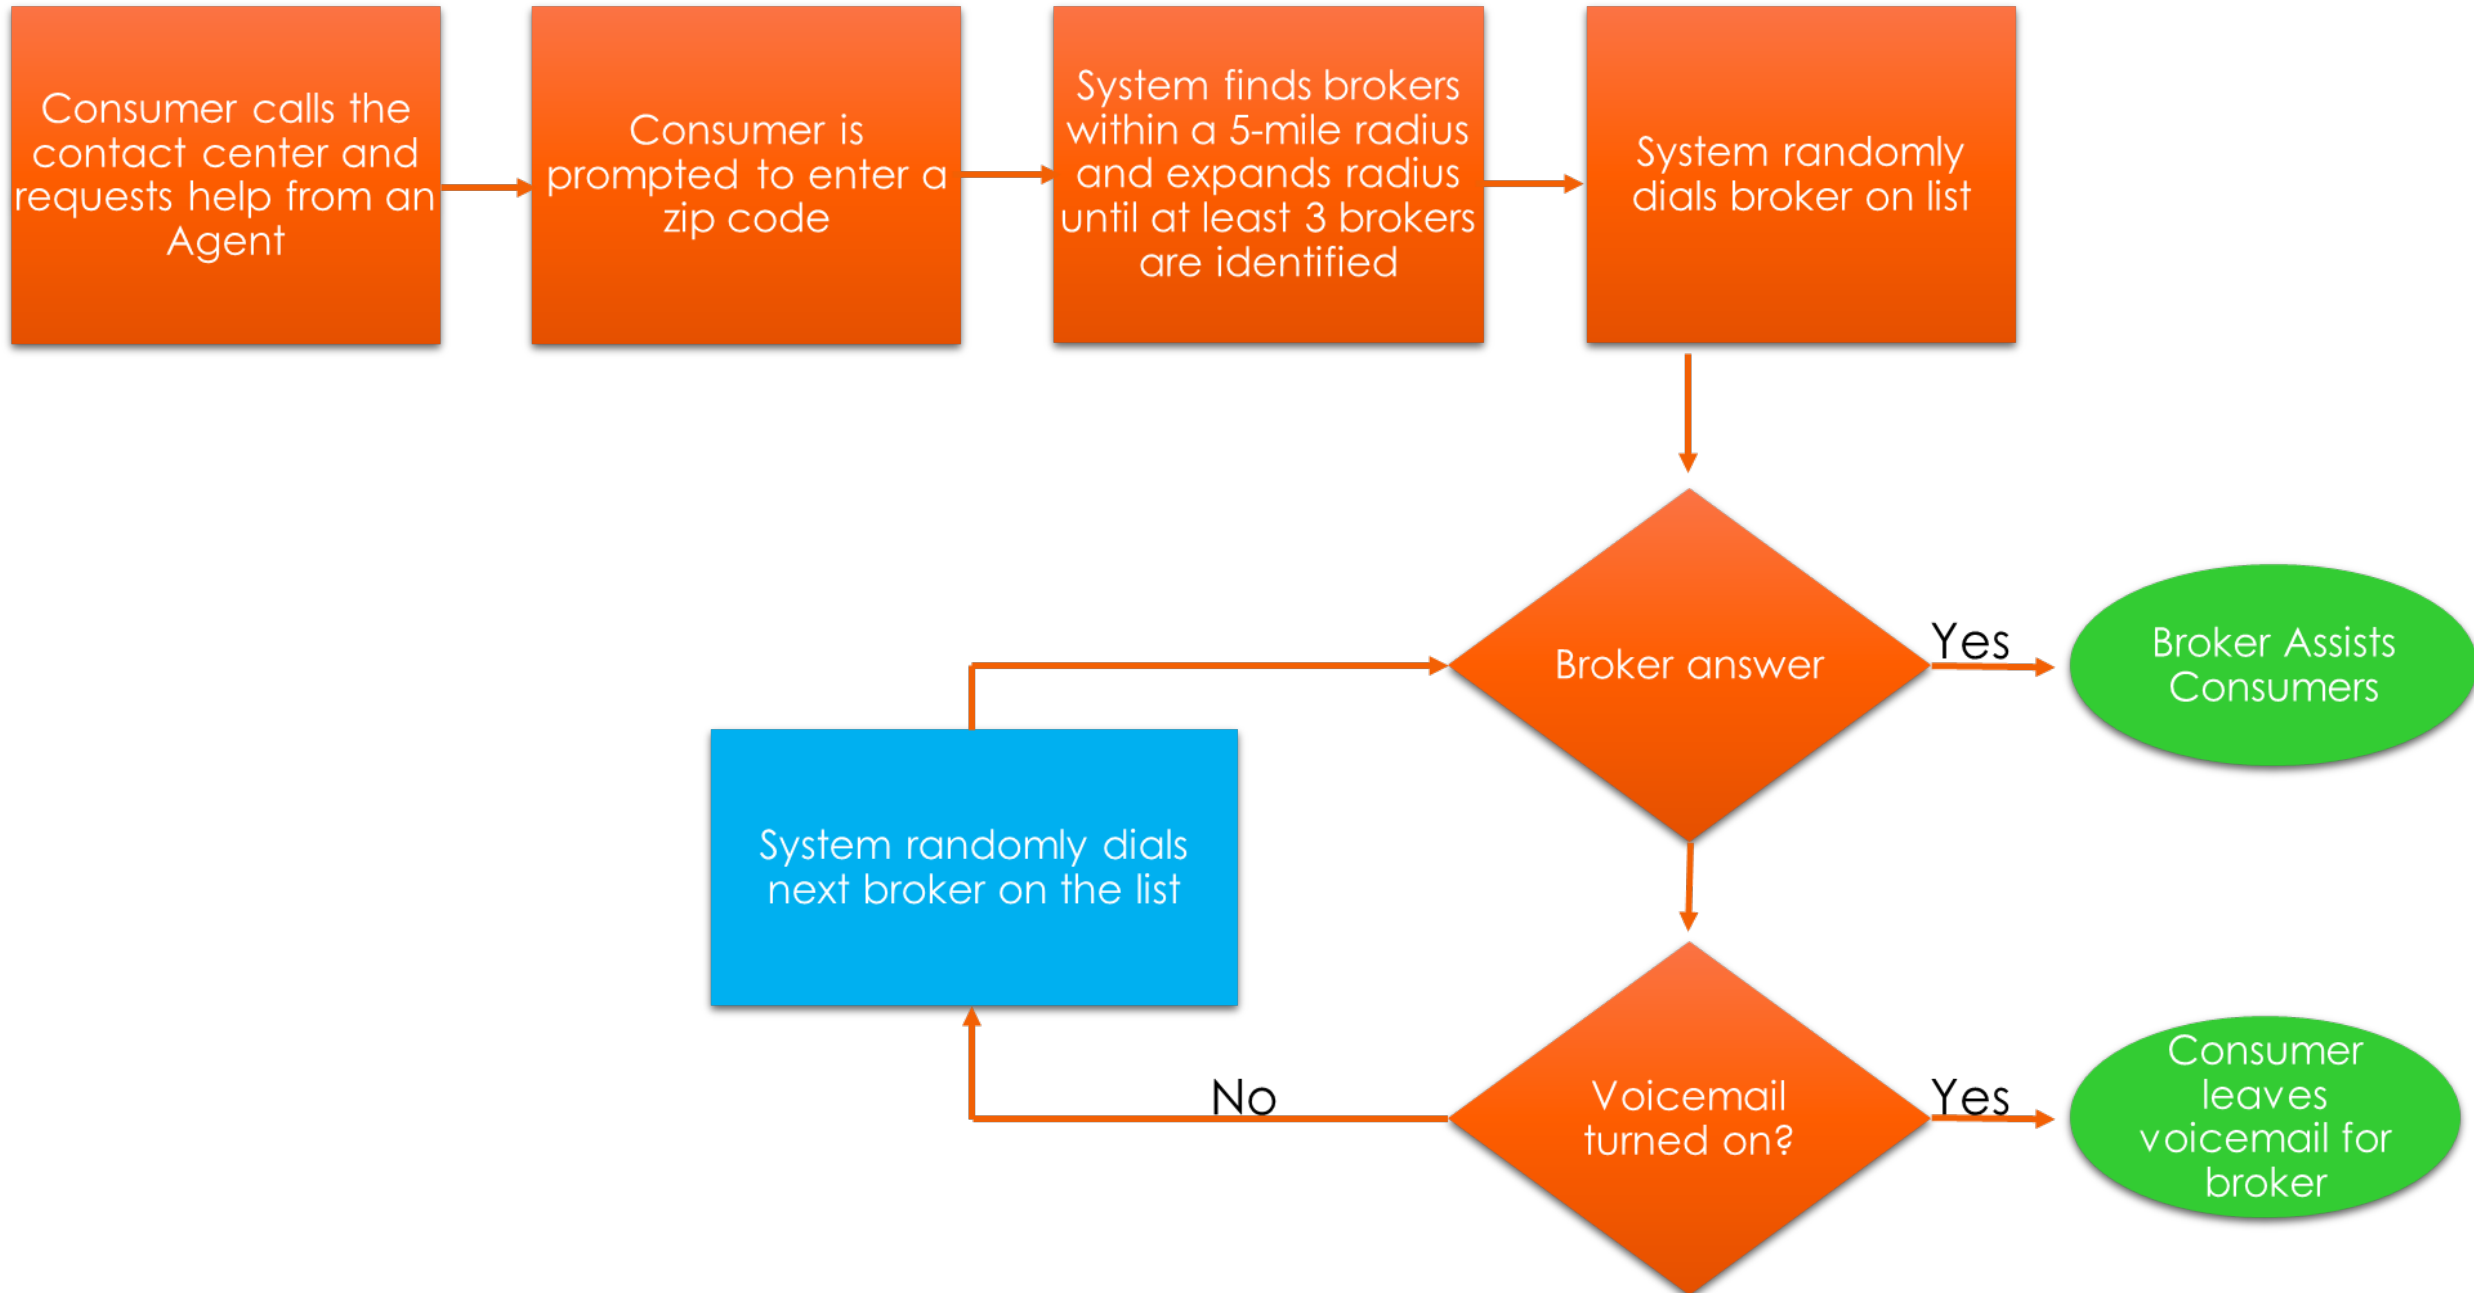 Consumer calls the
contact center and
requests help from an
Agent
Consumer is
prompted to enter a
zip code
System finds brokers
within a 5-mile radius
and expands radius
until at least 3 brokers
are identified
System randomly
dials broker on list
Broker answer
Yes
Broker Assists
Consumers
System randomly dials
next broker on the list
No
Voicemail
turned on?
Yes
Consumer
leaves
voicemail for
broker